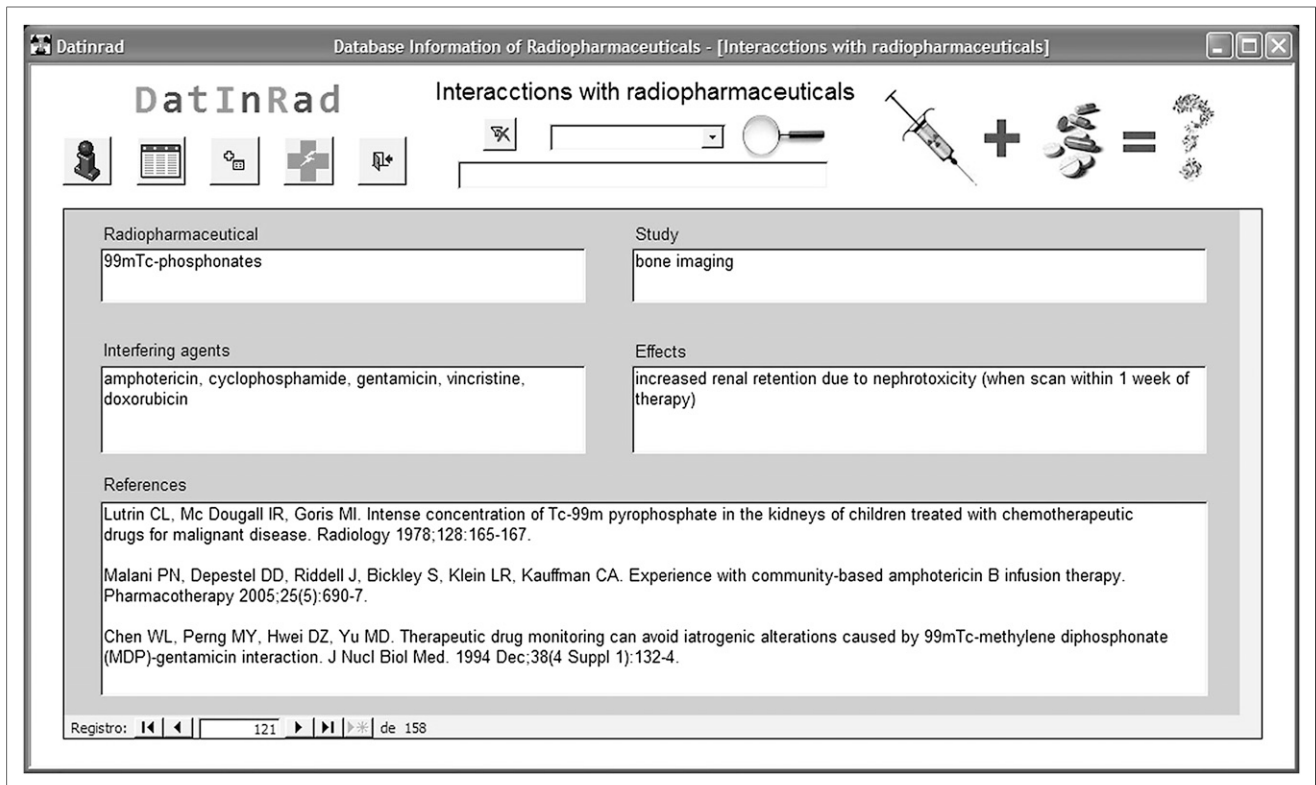 Datinrad
Database Information of Radiopharmaceuticals - [Interacctions with radiopharmaceuticals]
DatInRad
Interacctions with radiopharmaceuticals
+ = ?
Radiopharmaceutical
99mTc-phosphonates
Study
bone imaging
Interfering agents
amphotericin, cyclophosphamide, gentamicin, vincristine,
doxorubicin
Effects
increased renal retention due to nephrotoxicity (when scan within 1 week of
therapy)
References
Lutrin CL, Mc Dougall IR, Goris MI. Intense concentration of Tc-99m pyrophosphate in the kidneys of children treated with chemotherapeutic
drugs for malignant disease. Radiology 1978;128:165-167.
Malani PN, Depestel DD, Riddell J, Bickley S, Klein LR, Kauffman CA. Experience with community-based amphotericin B infusion therapy.
Pharmacotherapy 2005;25(5):690-7.
Chen WL, Perng MY, Hwei DZ, Yu MD. Therapeutic drug monitoring can avoid iatrogenic alterations caused by 99mTc-methylene diphosphonate
(MDP)-gentamicin interaction. J Nucl Biol Med. 1994 Dec;38(4 Suppl 1):132-4.
Registro: 121 de 158